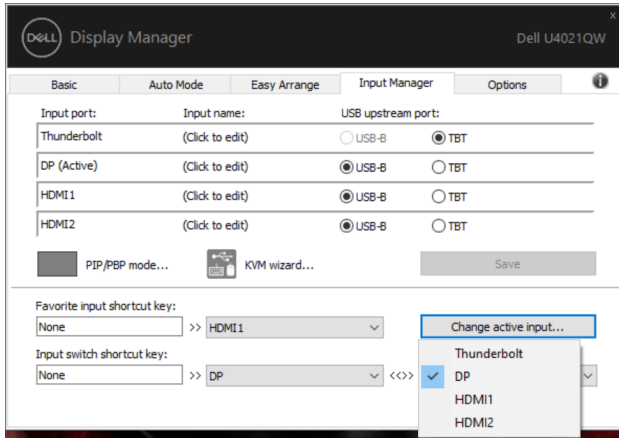 x
DELL Display Manager Dell U4021QW
Basic Auto Mode Easy Arrange Input Manager Options i
Input port: Input name: USB upstream port:
Thunderbolt (Click to edit) USB-B TBT
DP (Active) (Click to edit) USB-B TBT
HDMI1 (Click to edit) USB-B TBT
HDMI2 (Click to edit) USB-B TBT
PIP/PBP mode... KVM wizard... Save
Favorite input shortcut key:
None >> HDMI1 Change active input...
Input switch shortcut key:
None >> DP <<>>
Thunderbolt
DP
HDMI1
HDMI2